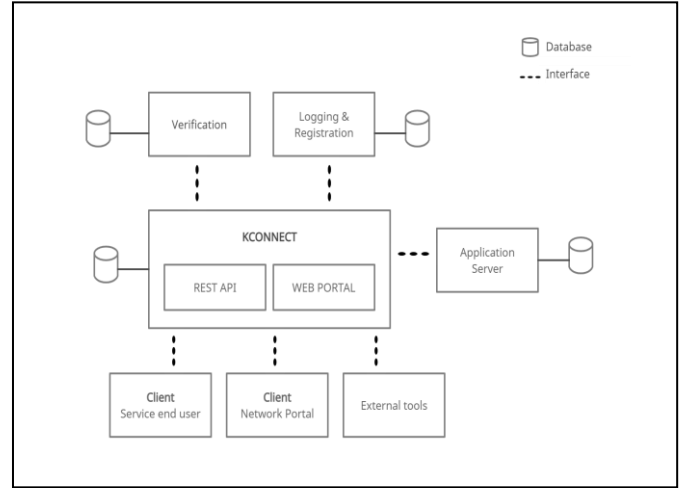 Database
Interface
Verification
Logging &
Registration
KCONNECT
REST API
WEB PORTAL
Application
Server
Client
Service end user
Client
Network Portal
External tools